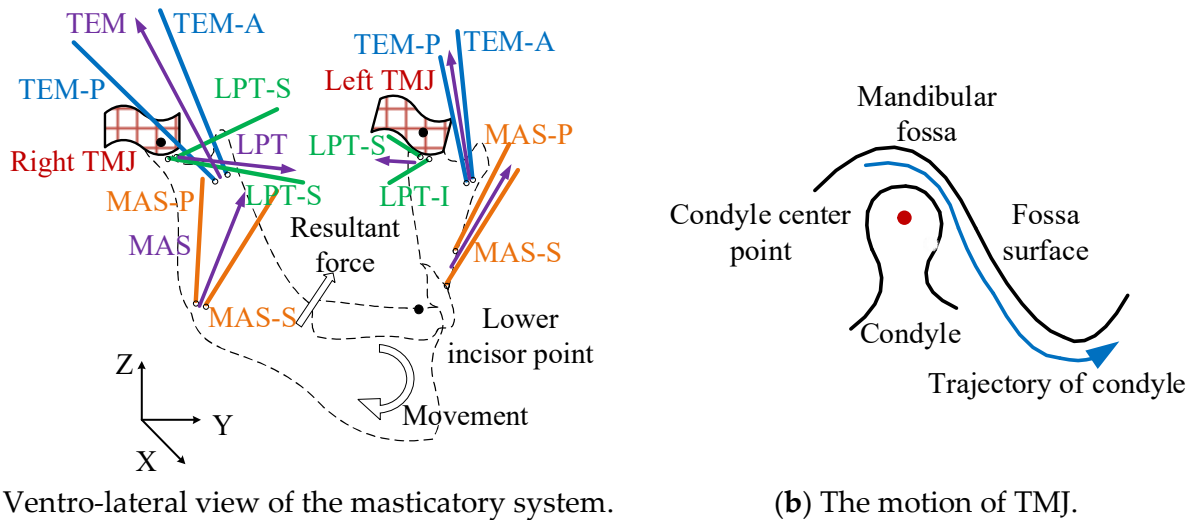 TEM
TEM-A
TEM-P
LPT-S
Right TMJ
LPT
LPT-S
MAS-P
MAS
MAS-S
Resultant
force
TEM-P
TEM-A
Left TMJ
LPT-S
MAS-P
LPT-I
MAS-S
Lower
incisor point
Movement
Z
Y
X
Ventro-lateral view of the masticatory system.
Mandibular
fossa
Condyle center
point
Fossa
surface
Condyle
Trajectory of condyle
(b) The motion of TMJ.